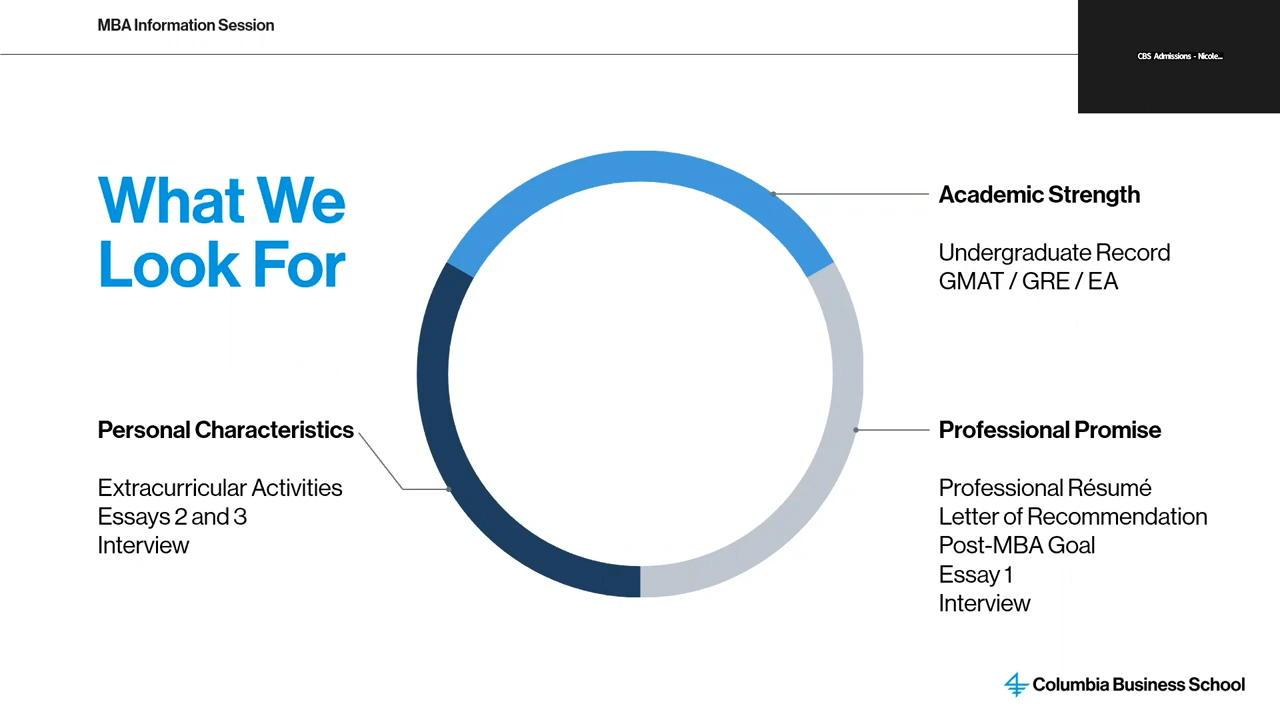 MBA Information Session
CBS Admissions - Nicole...
What We
Look For
Academic Strength
Undergraduate Record
GMAT / GRE / EA
Personal Characteristics
Extracurricular Activities
Essays 2 and 3
Interview
Professional Promise
Professional Résumé
Letter of Recommendation
Post-MBA Goal
Essay 1
Interview
Columbia Business School